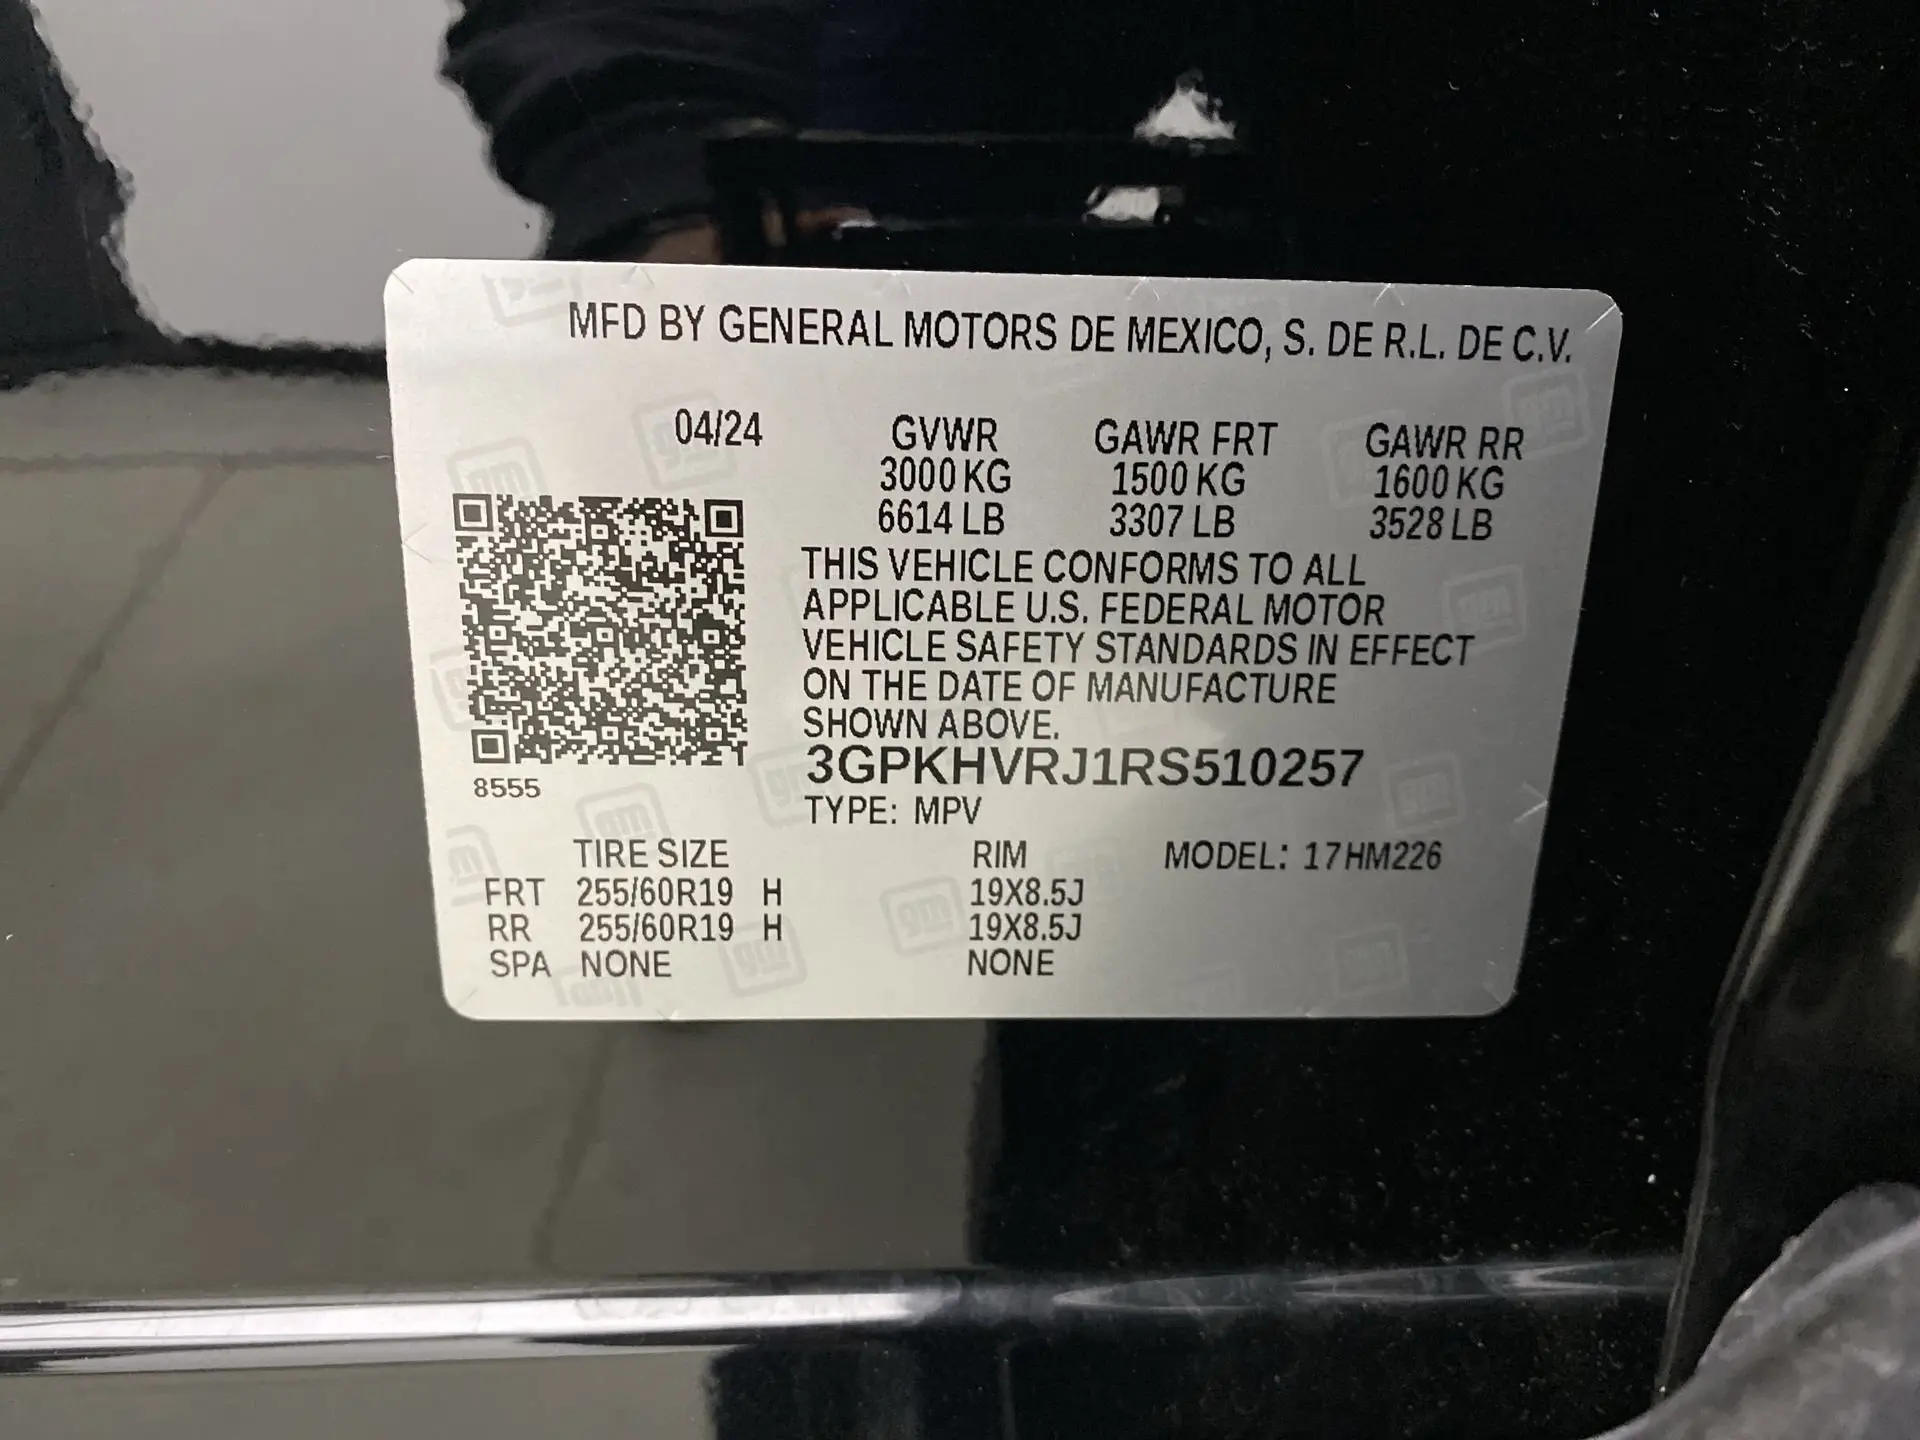 MFD BY GENERAL MOTORS DE MEXICO, S. DE R.L. DE C.V.
04/24 GVWR GAWR FRT GAWR RR
3000 KG 1500 KG 1600 KG
6614 LB 3307 LB 3528 LB
THIS VEHICLE CONFORMS TO ALL
APPLICABLE U.S. FEDERAL MOTOR
VEHICLE SAFETY STANDARDS IN EFFECT
ON THE DATE OF MANUFACTURE
SHOWN ABOVE.
3GPKHVRJ1RS510257
8555
TYPE: MPV
TIRE SIZE RIM MODEL: 17HM226
FRT 255/60R19 H 19X8.5J
RR 255/60R19 H 19X8.5J
SPA NONE NONE